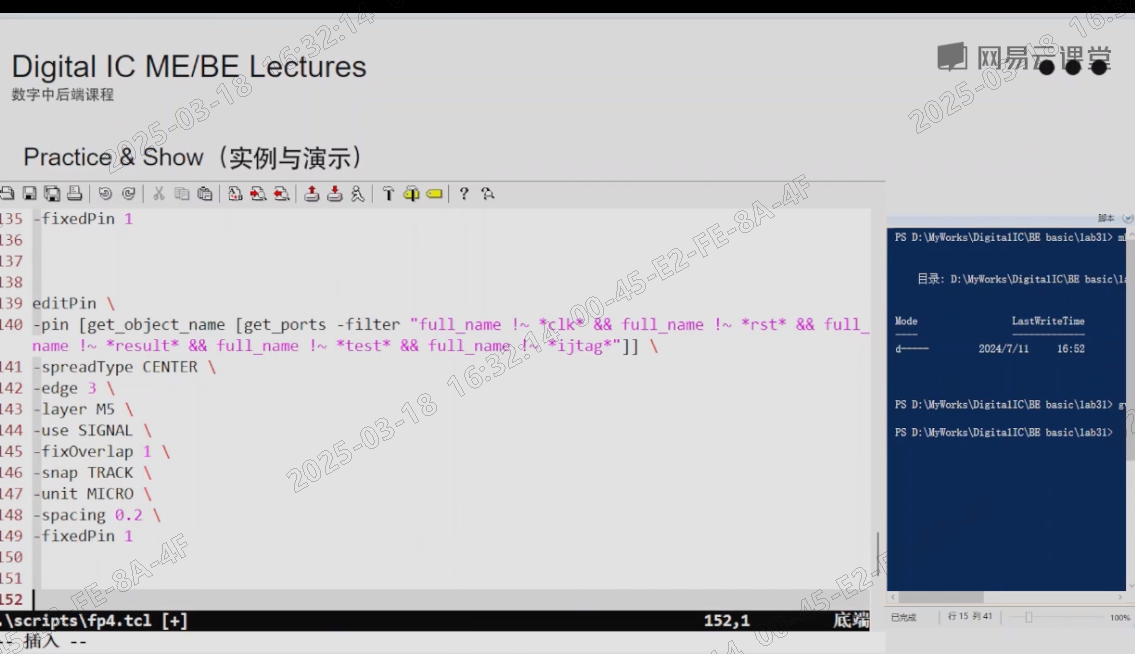 Digital IC ME/BE Lectures
数字中后端课程
网易云课堂
Practice & Show（实例与演示）
135 -fixedPin 1
136
137
138
139 editPin \
140 -pin [get_object_name [get_ports -filter "full_name !~ *clk* && full_name !~ *rst* && full_
name !~ *result* && full_name !~ *test* && full_name !~ *ijtag*"]] \
141 -spreadType CENTER \
142 -edge 3 \
143 -layer M5 \
144 -use SIGNAL \
145 -fixOverlap 1 \
146 -snap TRACK \
147 -unit MICRO \
148 -spacing 0.2 \
149 -fixedPin 1
150
151
152
.\scripts\fp4.tcl [+] 152,1 底端
-- 插入 --
脚本
PS D:\MyWorks\DigitalIC\BE basic\lab31>
目录: D:\MyWorks\DigitalIC\BE basic\
Mode LastWriteTime
d----- 2024/7/11 16:52
PS D:\MyWorks\DigitalIC\BE basic\lab31>
PS D:\MyWorks\DigitalIC\BE basic\lab31>
已完成 行 15 列 41 100%
2025-03-18 16:32:14 00-45-E2-FE-8A-4F